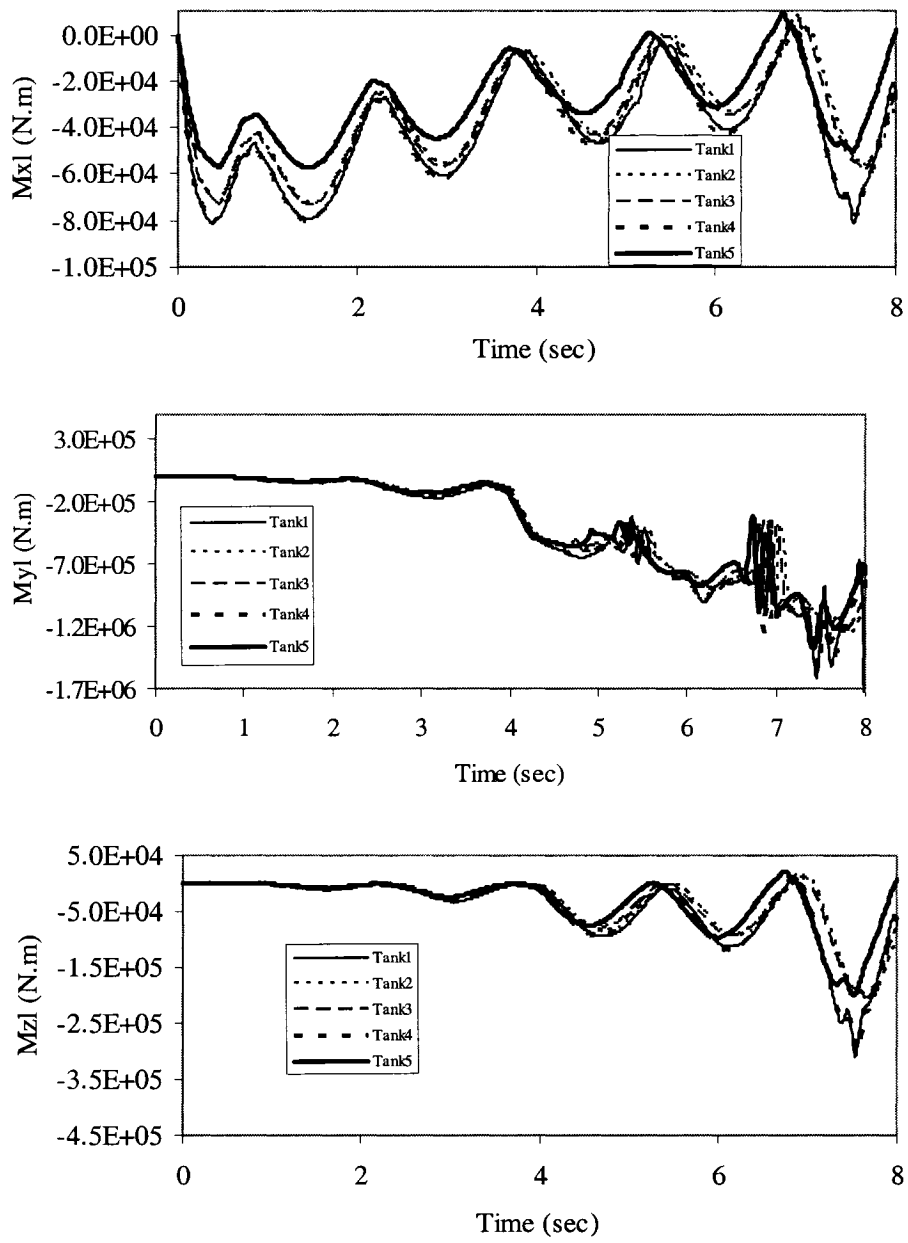 0.0E+00
-2.0E+04
-4.0E+04
-6.0E+04
-8.0E+04
-1.0E+05
Mxl (N.m)
Tank1
Tank2
Tank3
Tank4
Tank5
0 2 4 6 8
Time (sec)
3.0E+05
-2.0E+05
-7.0E+05
-1.2E+06
-1.7E+06
Myl (N.m)
Tank1
Tank2
Tank3
Tank4
Tank5
0 1 2 3 4 5 6 7 8
Time (sec)
5.0E+04
-5.0E+04
-1.5E+05
-2.5E+05
-3.5E+05
-4.5E+05
Mzl (N.m)
Tank1
Tank2
Tank3
Tank4
Tank5
0 2 4 6 8
Time (sec)